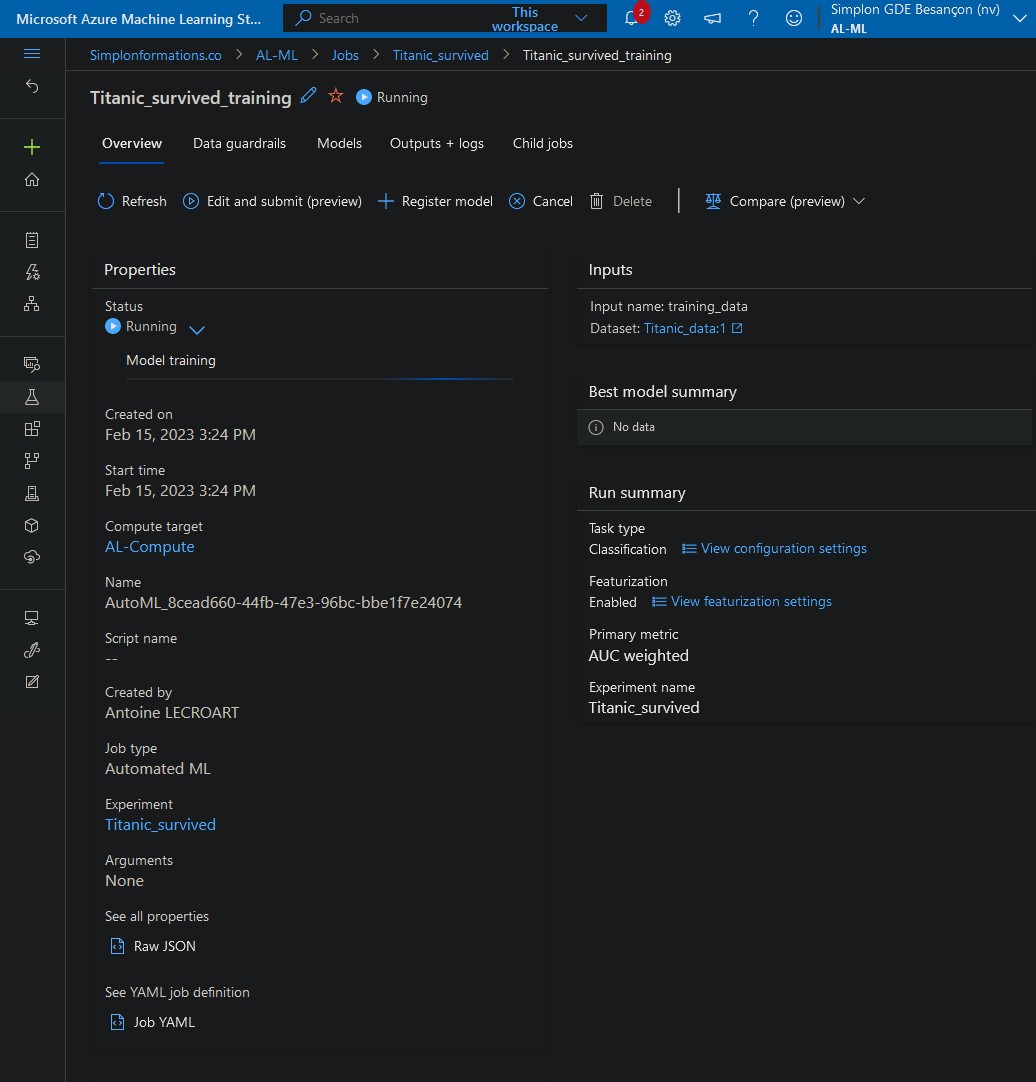 Microsoft Azure Machine Learning St...
Search
This workspace
2
Simplon GDE Besançon (nv)
AL-ML
Simplonformations.co > AL-ML > Jobs > Titanic_survived > Titanic_survived_training
Titanic_survived_training
Running
Overview
Data guardrails
Models
Outputs + logs
Child jobs
Refresh
Edit and submit (preview)
Register model
Cancel
Delete
Compare (preview)
Properties
Status
Running
Model training
Created on
Feb 15, 2023 3:24 PM
Start time
Feb 15, 2023 3:24 PM
Compute target
AL-Compute
Name
AutoML_8cead660-44fb-47e3-96bc-bbe1f7e24074
Script name
--
Created by
Antoine LECROART
Job type
Automated ML
Experiment
Titanic_survived
Arguments
None
See all properties
Raw JSON
See YAML job definition
Job YAML
Inputs
Input name: training_data
Dataset: Titanic_data:1
Best model summary
No data
Run summary
Task type
Classification
View configuration settings
Featurization
Enabled
View featurization settings
Primary metric
AUC weighted
Experiment name
Titanic_survived